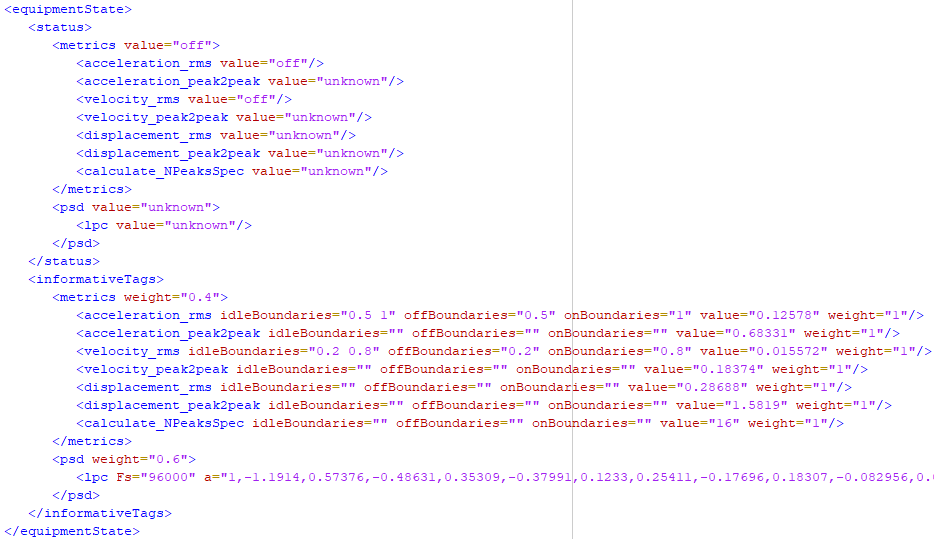 <equipmentState>
<status>
<metrics value="off">
<acceleration_rms value="off"/>
<acceleration_peak2peak value="unknown"/>
<velocity_rms value="off"/>
<velocity_peak2peak value="unknown"/>
<displacement_rms value="unknown"/>
<displacement_peak2peak value="unknown"/>
<calculate_NPeaksSpec value="unknown"/>
</metrics>
<psd value="unknown">
<lpc value="unknown"/>
</psd>
</status>
<informativeTags>
<metrics weight="0.4">
<acceleration_rms idleBoundaries="0.5 1" offBoundaries="0.5" onBoundaries="1" value="0.12578" weight="1"/>
<acceleration_peak2peak idleBoundaries="" offBoundaries="" onBoundaries="" value="0.68331" weight="1"/>
<velocity_rms idleBoundaries="0.2 0.8" offBoundaries="0.2" onBoundaries="0.8" value="0.015572" weight="1"/>
<velocity_peak2peak idleBoundaries="" offBoundaries="" onBoundaries="" value="0.18374" weight="1"/>
<displacement_rms idleBoundaries="" offBoundaries="" onBoundaries="" value="0.28688" weight="1"/>
<displacement_peak2peak idleBoundaries="" offBoundaries="" onBoundaries="" value="1.5819" weight="1"/>
<calculate_NPeaksSpec idleBoundaries="" offBoundaries="" onBoundaries="" value="16" weight="1"/>
</metrics>
<psd weight="0.6">
<lpc Fs="96000" a="1,-1.1914,0.57376,-0.48631,0.35309,-0.37991,0.1233,0.25411,-0.17696,0.18307,-0.082956,0.
</psd>
</informativeTags>
</equipmentState>